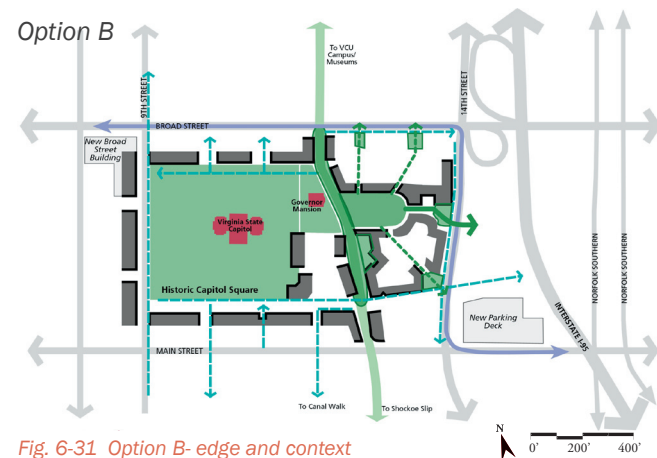 Option B
To VCU
Campus/
Museums
9TH STREET
14TH STREET
BROAD STREET
New Broad
Street
Building
Governor
Mansion
Virginia State
Capitol
Historic Capitol Square
NORFOLK SOUTHERN
NORFOLK SOUTHERN
INTERSTATE I-95
New Parking
Deck
MAIN STREET
To Canal Walk
To Shockoe Slip
N
0' 200' 400'
Fig. 6-31 Option B- edge and context